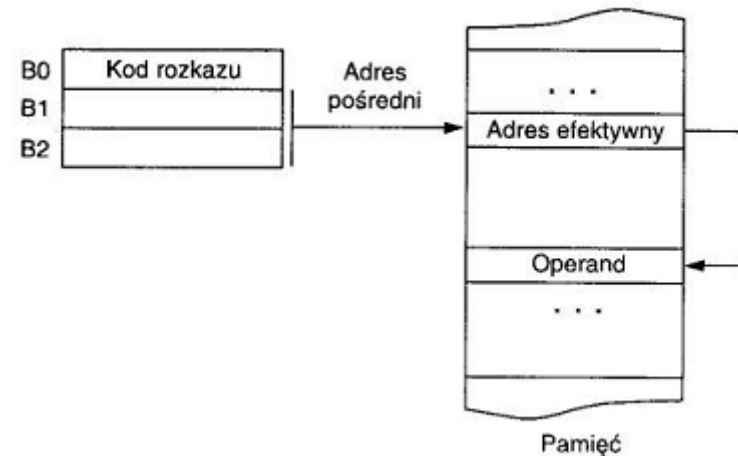 B0
Kod rozkazu
B1
B2
Adres
pośredni
. . .
Adres efektywny
Operand
. . .
Pamięć